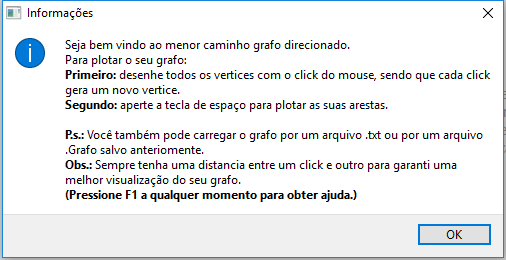 Informações
Seja bem vindo ao menor caminho grafo direcionado.
Para plotar o seu grafo:
Primeiro: desenhe todos os vertices com o click do mouse, sendo que cada click
gera um novo vertice.
Segundo: aperte a tecla de espaço para plotar as suas arestas.
P.s.: Você também pode carregar o grafo por um arquivo .txt ou por um arquivo
.Grafo salvo anteriomente.
Obs.: Sempre tenha uma distancia entre um click e outro para garanti uma
melhor visualização do seu grafo.
(Pressione F1 a qualquer momento para obter ajuda.)
OK